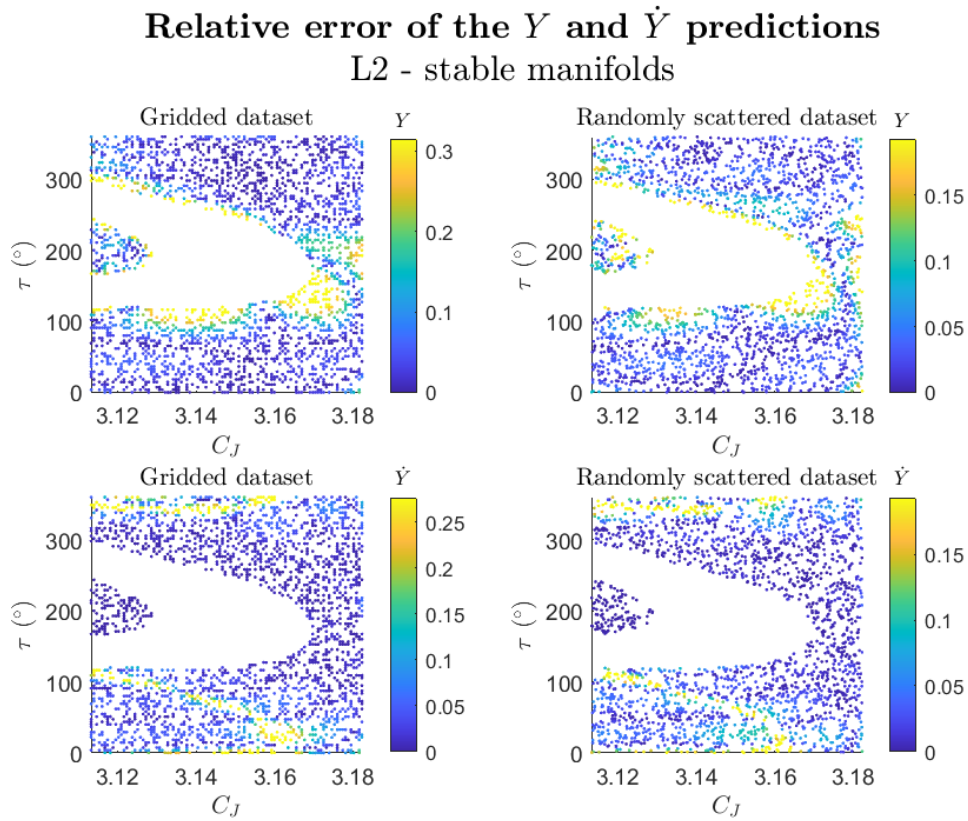 Relative error of the Y and Ẏ predictions
L2 - stable manifolds
Gridded dataset
Y
300
200
100
0
τ (°)
3.12 3.14 3.16 3.18
C_J
0.3
0.2
0.1
0
Randomly scattered dataset
Y
300
200
100
0
τ (°)
3.12 3.14 3.16 3.18
C_J
0.15
0.1
0.05
0
Gridded dataset
Ẏ
300
200
100
0
τ (°)
3.12 3.14 3.16 3.18
C_J
0.25
0.2
0.15
0.1
0.05
0
Randomly scattered dataset
Ẏ
300
200
100
0
τ (°)
3.12 3.14 3.16 3.18
C_J
0.15
0.1
0.05
0